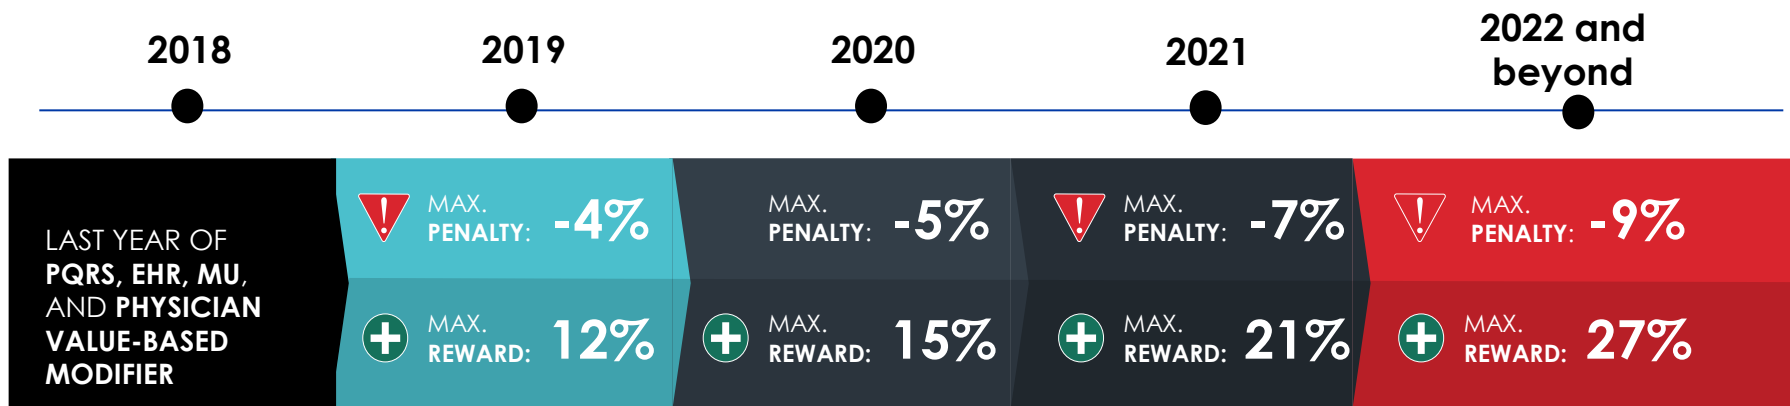 2018
2019
2020
2021
2022 and
beyond
LAST YEAR OF
PQRS, EHR, MU,
AND PHYSICIAN
VALUE-BASED
MODIFIER
MAX.
PENALTY: -4%
MAX.
REWARD: 12%
MAX.
PENALTY: -5%
MAX.
REWARD: 15%
MAX.
PENALTY: -7%
MAX.
REWARD: 21%
MAX.
PENALTY: -9%
MAX.
REWARD: 27%